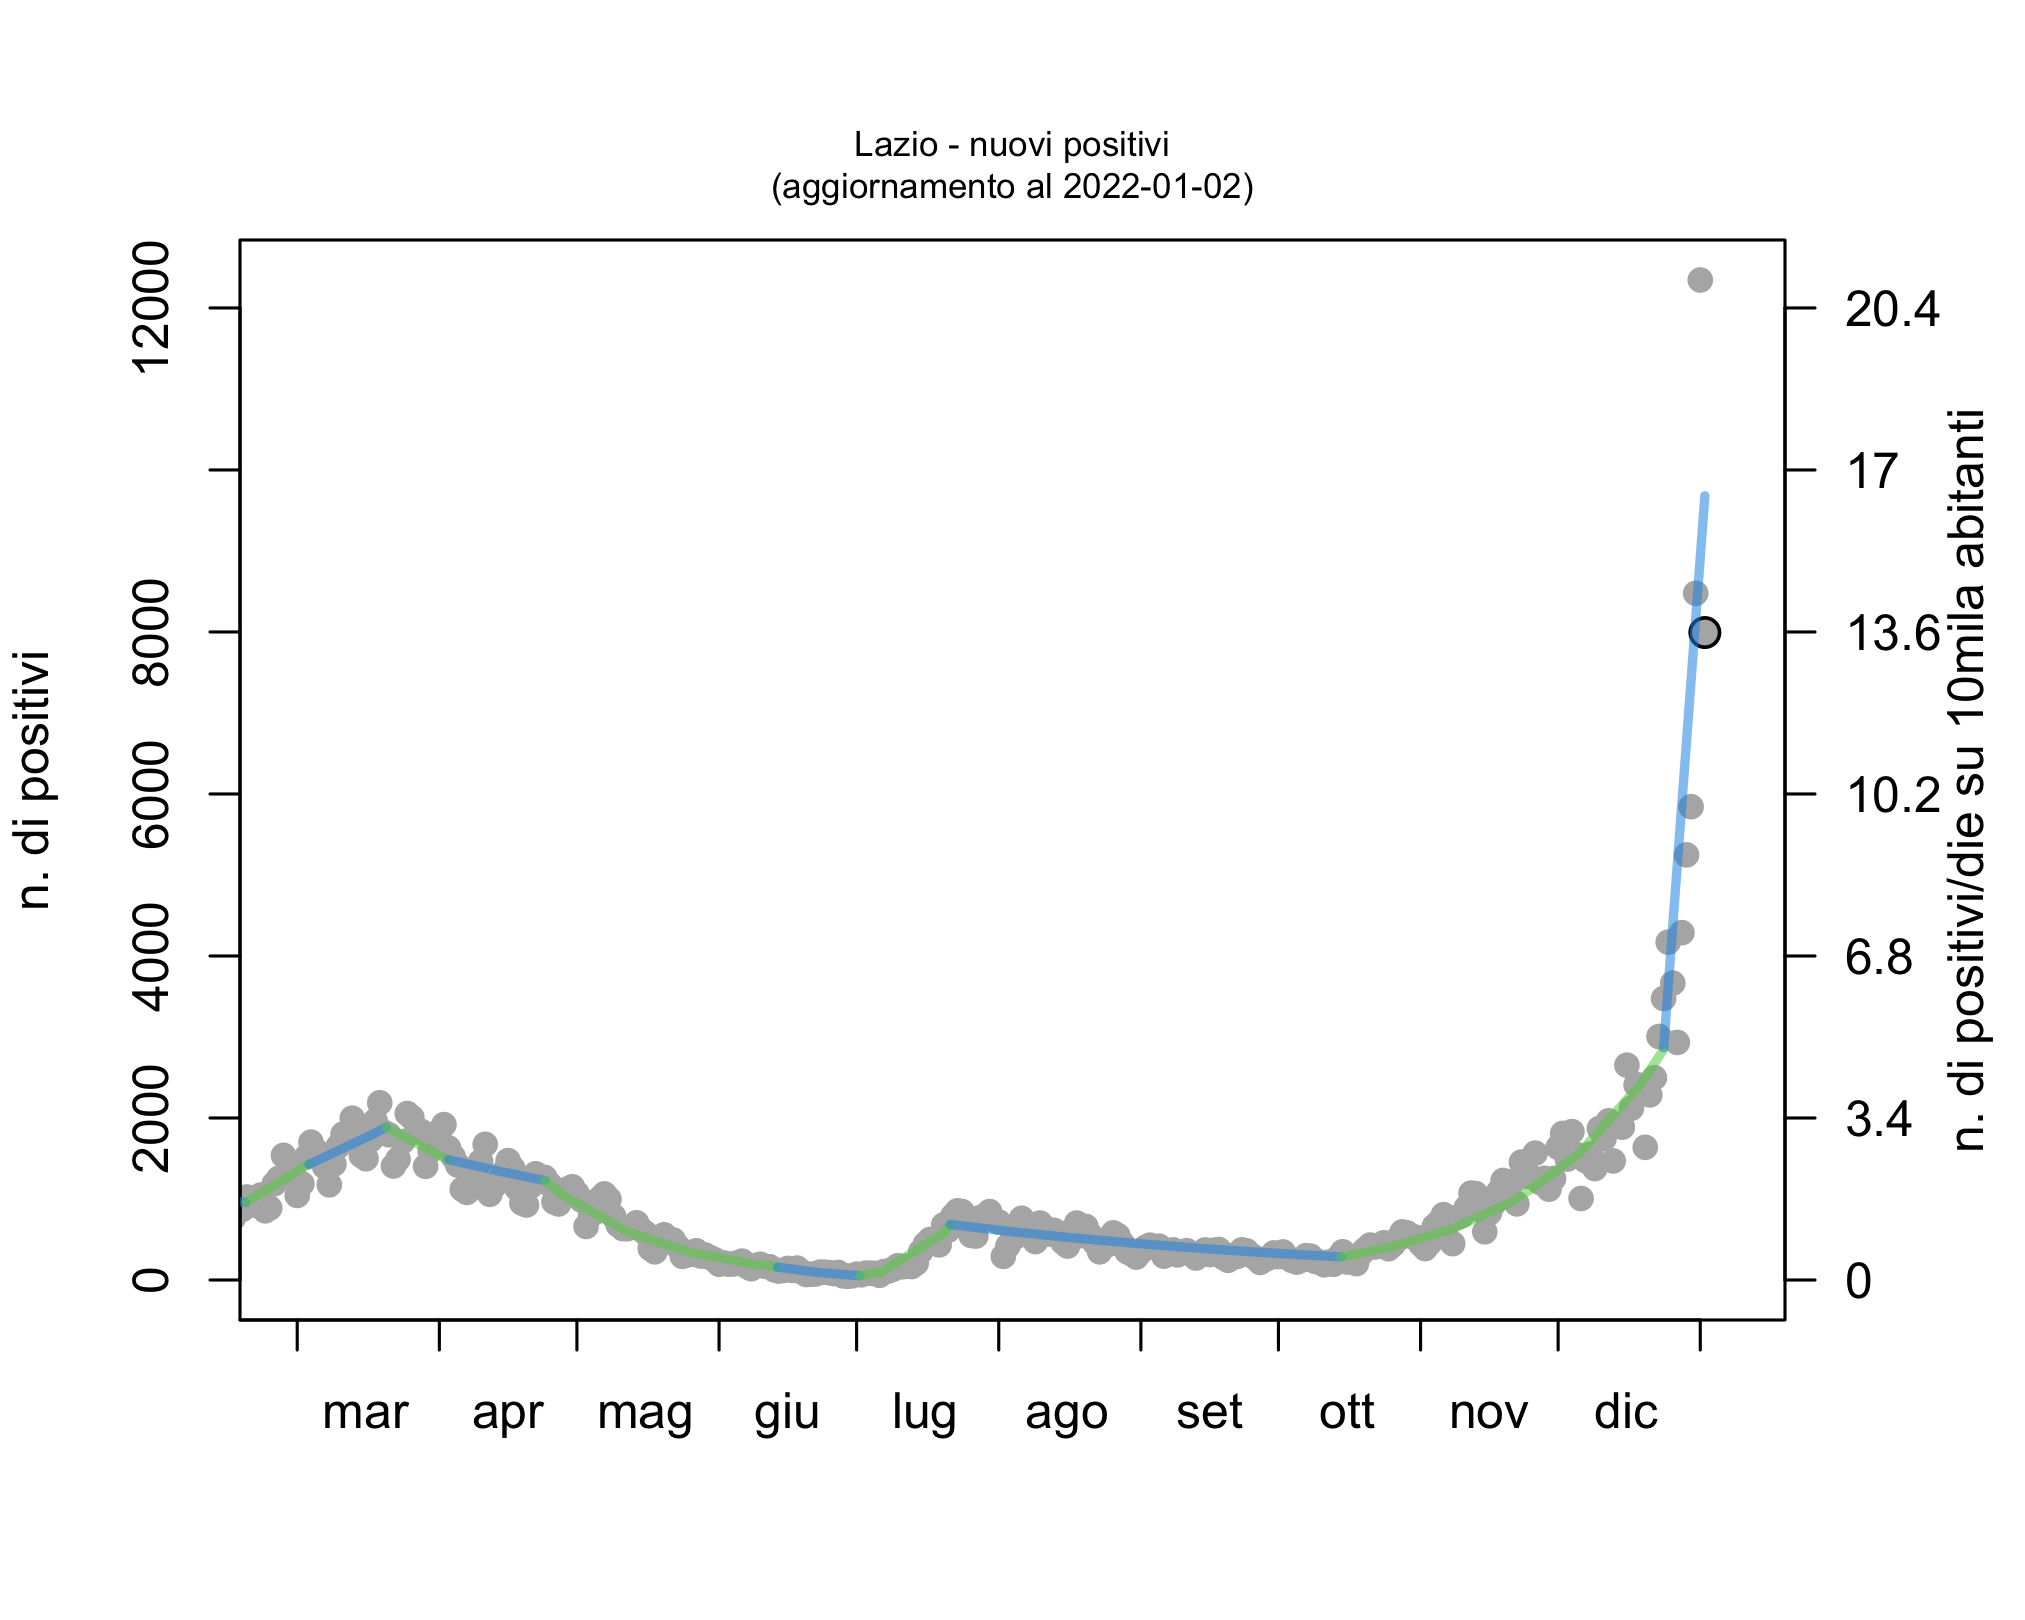 Lazio - nuovi positivi
(aggiornamento al 2022-01-02)
n. di positivi
12000
8000
6000
4000
2000
0
20.4
17
13.6
10.2
6.8
3.4
0
n. di positivi/die su 10mila abitanti
mar apr mag giu lug ago set ott nov dic